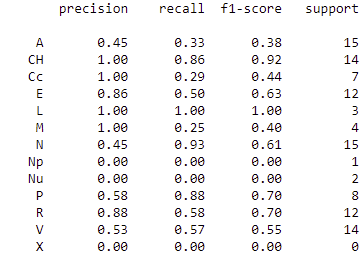 precision recall f1-score support
A 0.45 0.33 0.38 15
CH 1.00 0.86 0.92 14
Cc 1.00 0.29 0.44 7
E 0.86 0.50 0.63 12
L 1.00 1.00 1.00 3
M 1.00 0.25 0.40 4
N 0.45 0.93 0.61 15
Np 0.00 0.00 0.00 1
Nu 0.00 0.00 0.00 2
P 0.58 0.88 0.70 8
R 0.88 0.58 0.70 12
V 0.53 0.57 0.55 14
X 0.00 0.00 0.00 0